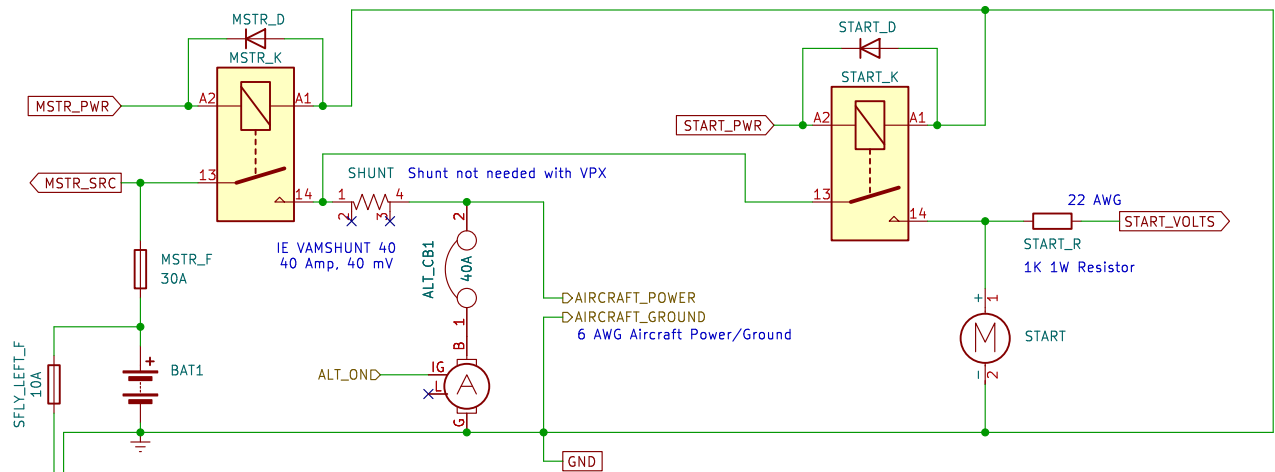 MSTR_D
MSTR_K
MSTR_PWR
A2
A1
MSTR_SRC
13
14
START_D
START_K
START_PWR
A2
A1
13
14
SHUNT
Shunt not needed with VPX
1
4
2
3
IE VAMSHUNT 40
40 Amp, 40 mV
22 AWG
START_VOLTS
START_R
1K 1W Resistor
MSTR_F
30A
SFLY_LEFT_F
10A
+
BAT1
2
ALT_CB1
40A
1
AIRCRAFT_POWER
AIRCRAFT_GROUND
6 AWG Aircraft Power/Ground
ALT_ON
B
IG
L
A
G
GND
+
1
M
START
-
2